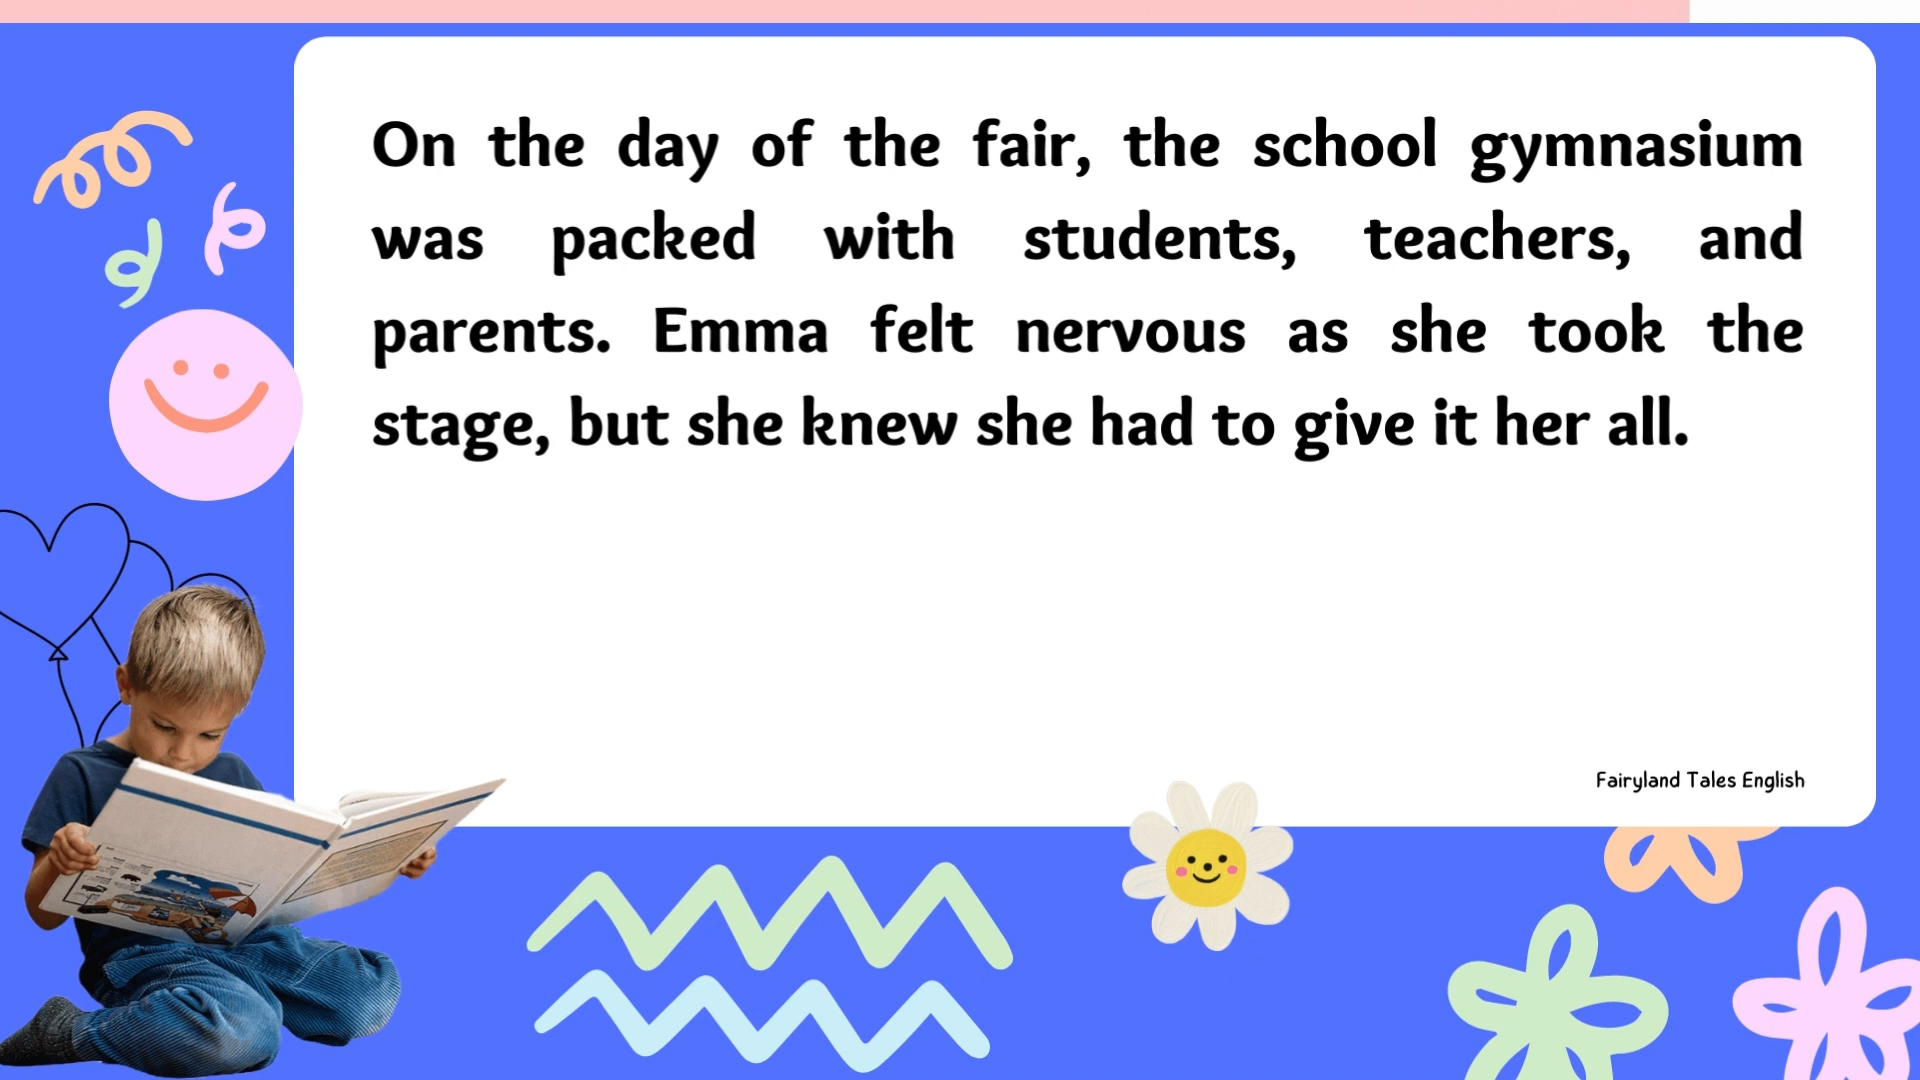 On the day of the fair, the school gymnasium
was packed with students, teachers, and
parents. Emma felt nervous as she took the
stage, but she knew she had to give it her all.
Fairyland Tales English